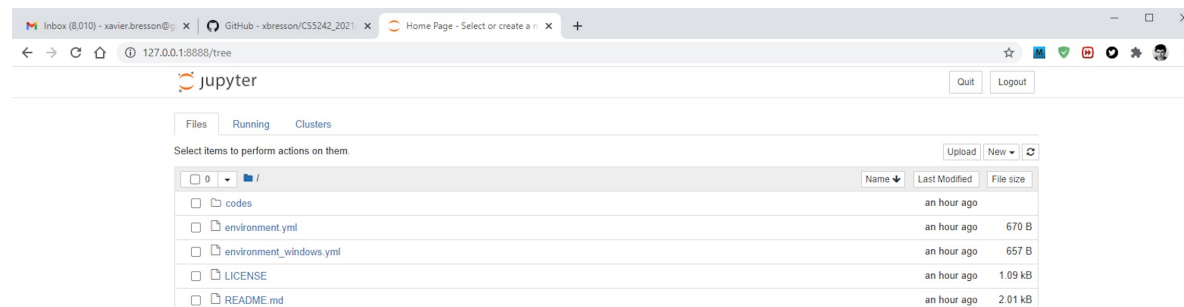 Inbox (8,010) - xavier.bresson@g GitHub - xbresson/CS5242_2021 Home Page - Select or create a n
127.0.0.1:8888/tree
jupyter Quit Logout
Files Running Clusters
Select items to perform actions on them. Upload New
0 / Name Last Modified File size
codes an hour ago
environment.yml an hour ago 670 B
environment_windows.yml an hour ago 657 B
LICENSE an hour ago 1.09 kB
README.md an hour ago 2.01 kB